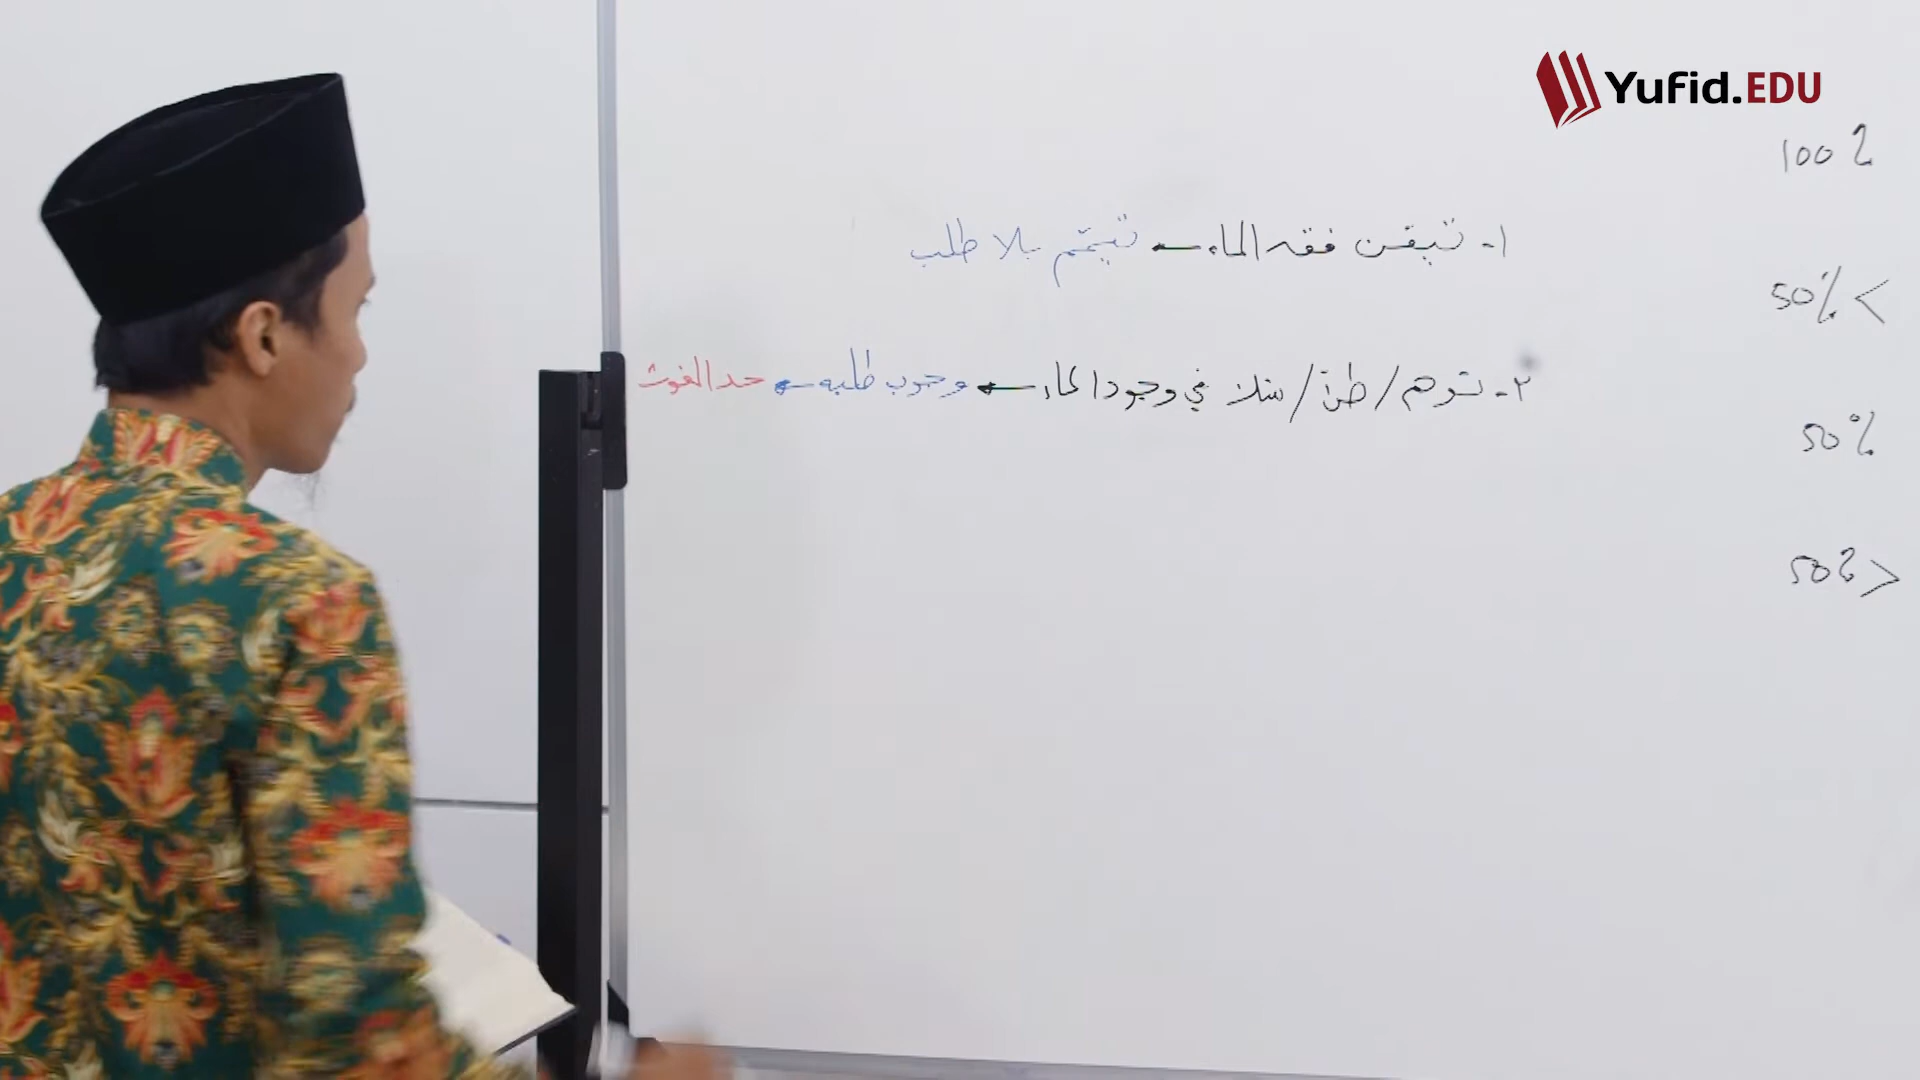 Yufid.EDU
100%
١- تيقن فقد الماء ← تيمّم بلا طلب
50% <
٢- توهم / ظنّ / شك في وجود الماء ← وجوب طلبه ← حد الغوث
50%
50% >